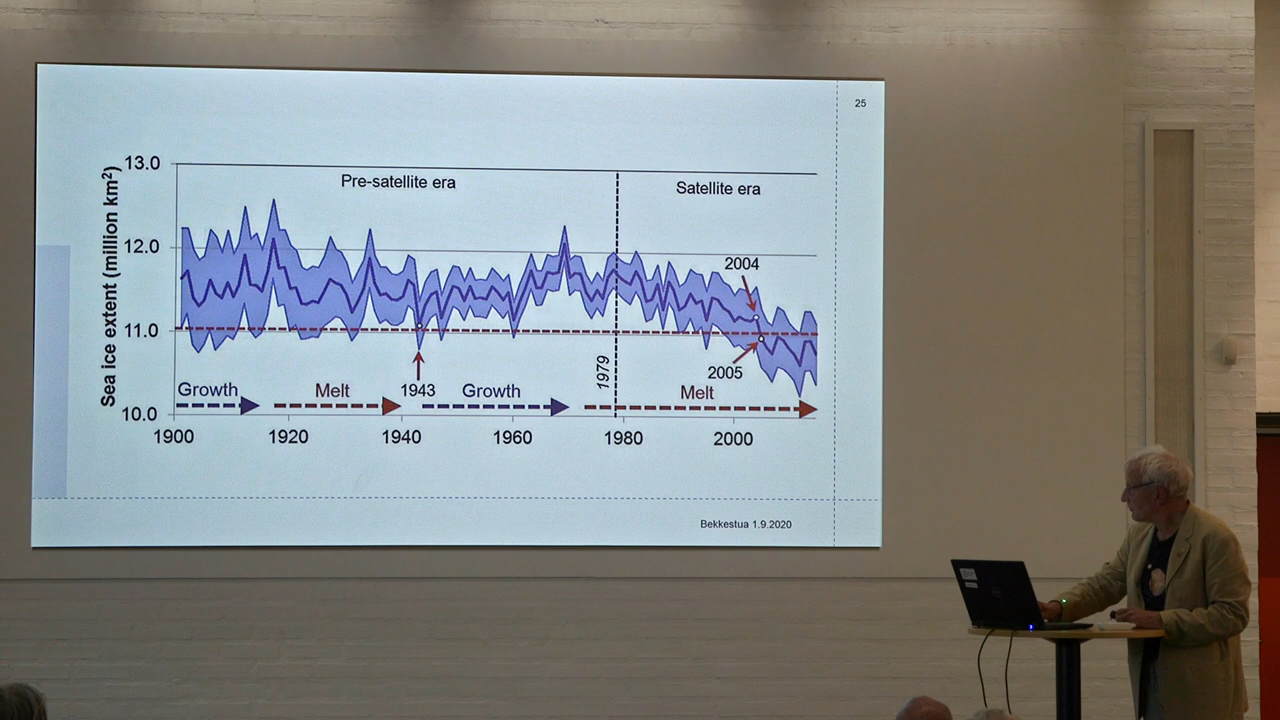 25
Sea ice extent (million km²)
13.0
12.0
11.0
10.0
Pre-satellite era
Satellite era
2004
2005
1943
1979
Growth
Melt
Growth
Melt
1900
1920
1940
1960
1980
2000
Bekkestua 1.9.2020